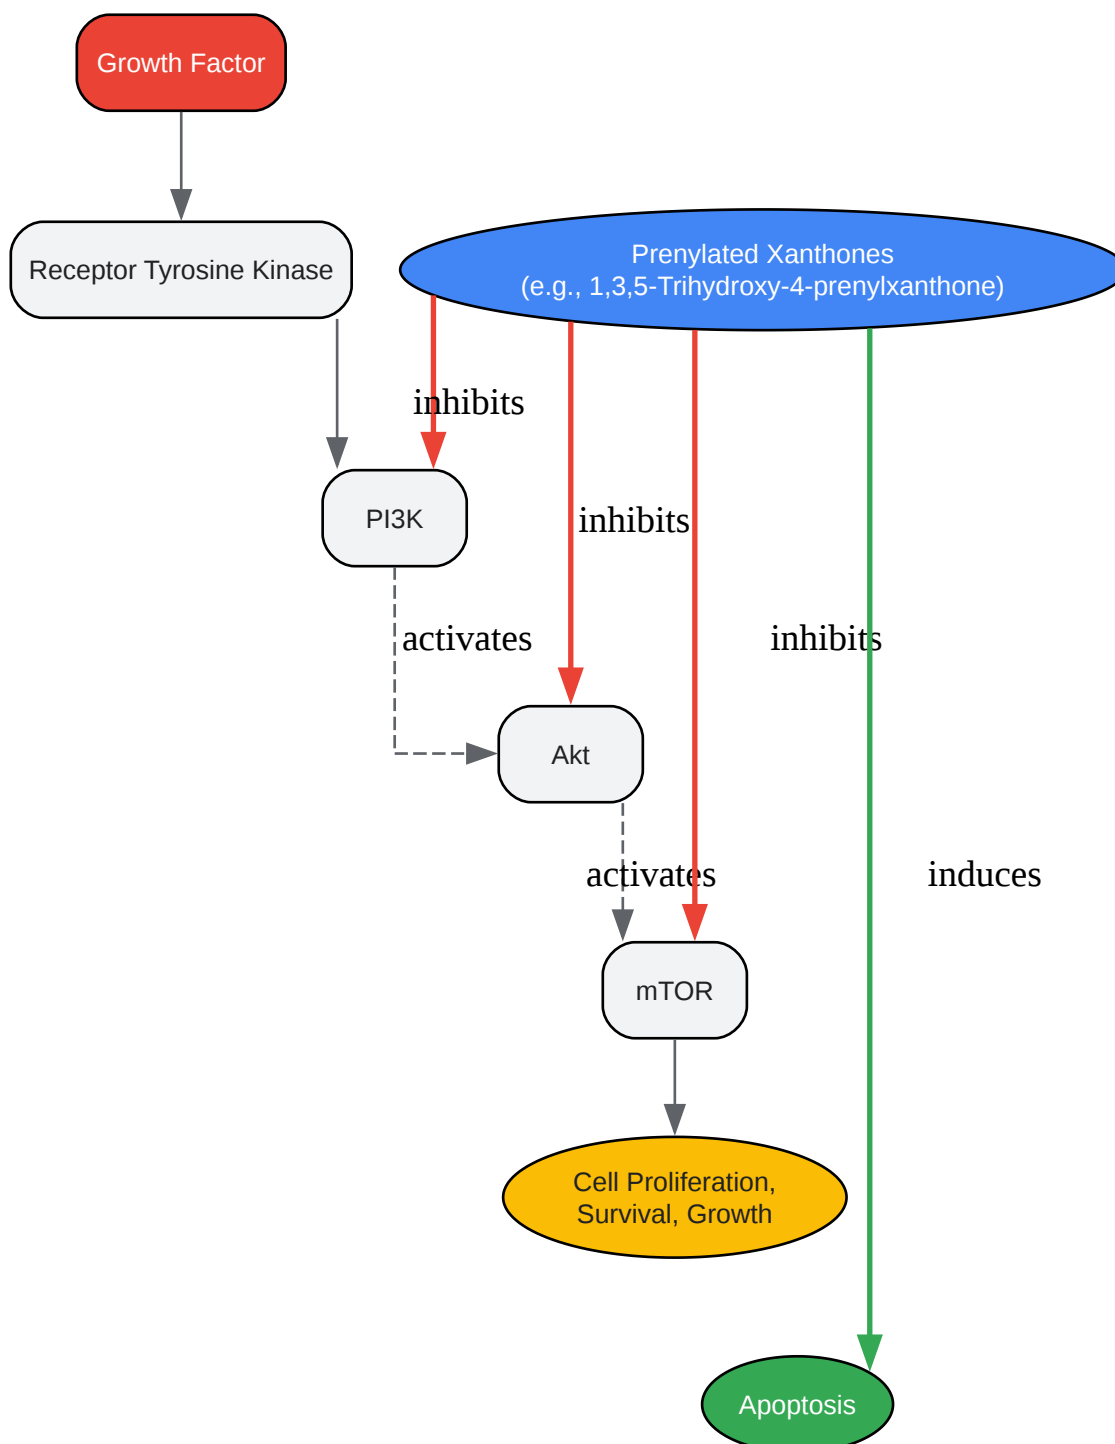 Growth Factor
Receptor Tyrosine Kinase
Prenylated Xanthones
(e.g., 1,3,5-Trihydroxy-4-prenylxanthone)
inhibits
PI3K
inhibits
activates
inhibits
Akt
activates
induces
mTOR
Cell Proliferation,
Survival, Growth
Apoptosis